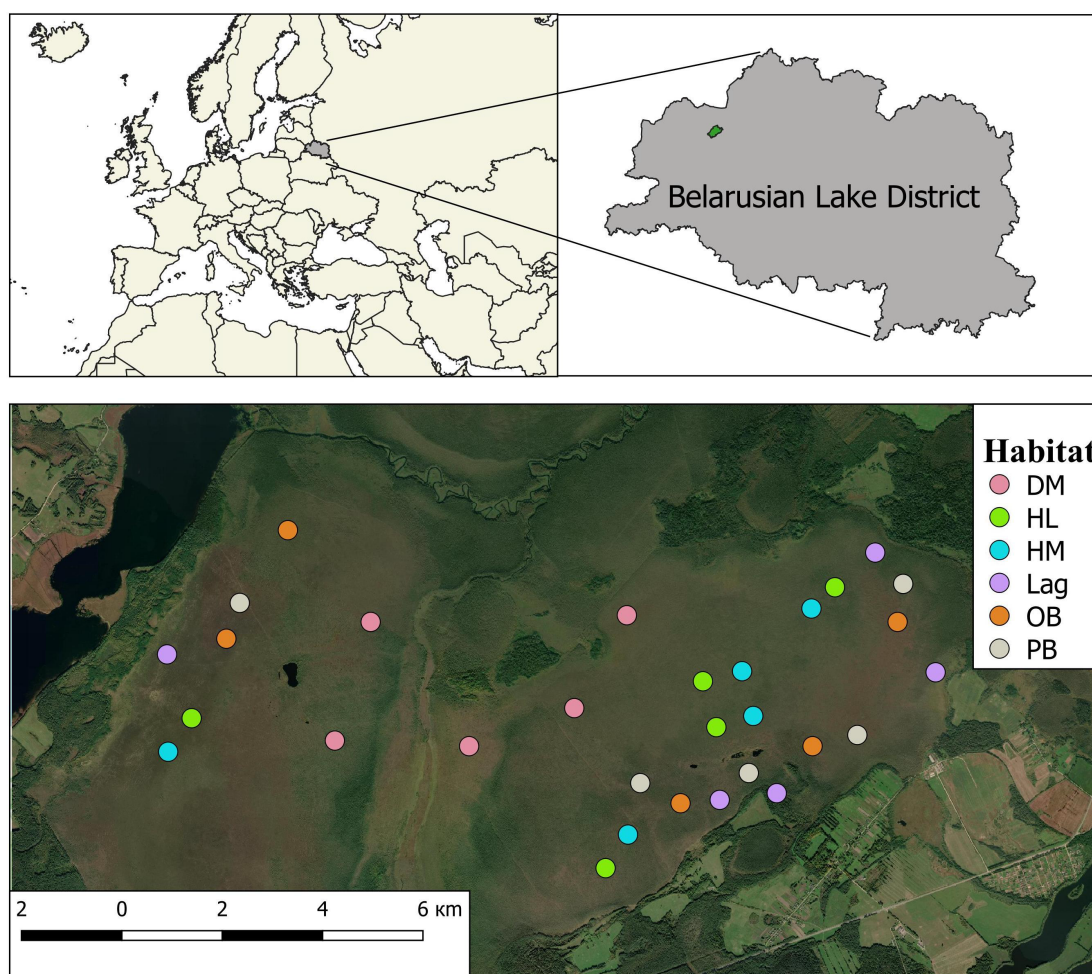 Belarusian Lake District
Habitat
DM
HL
HM
Lag
OB
PB
2 0 2 4 6 км